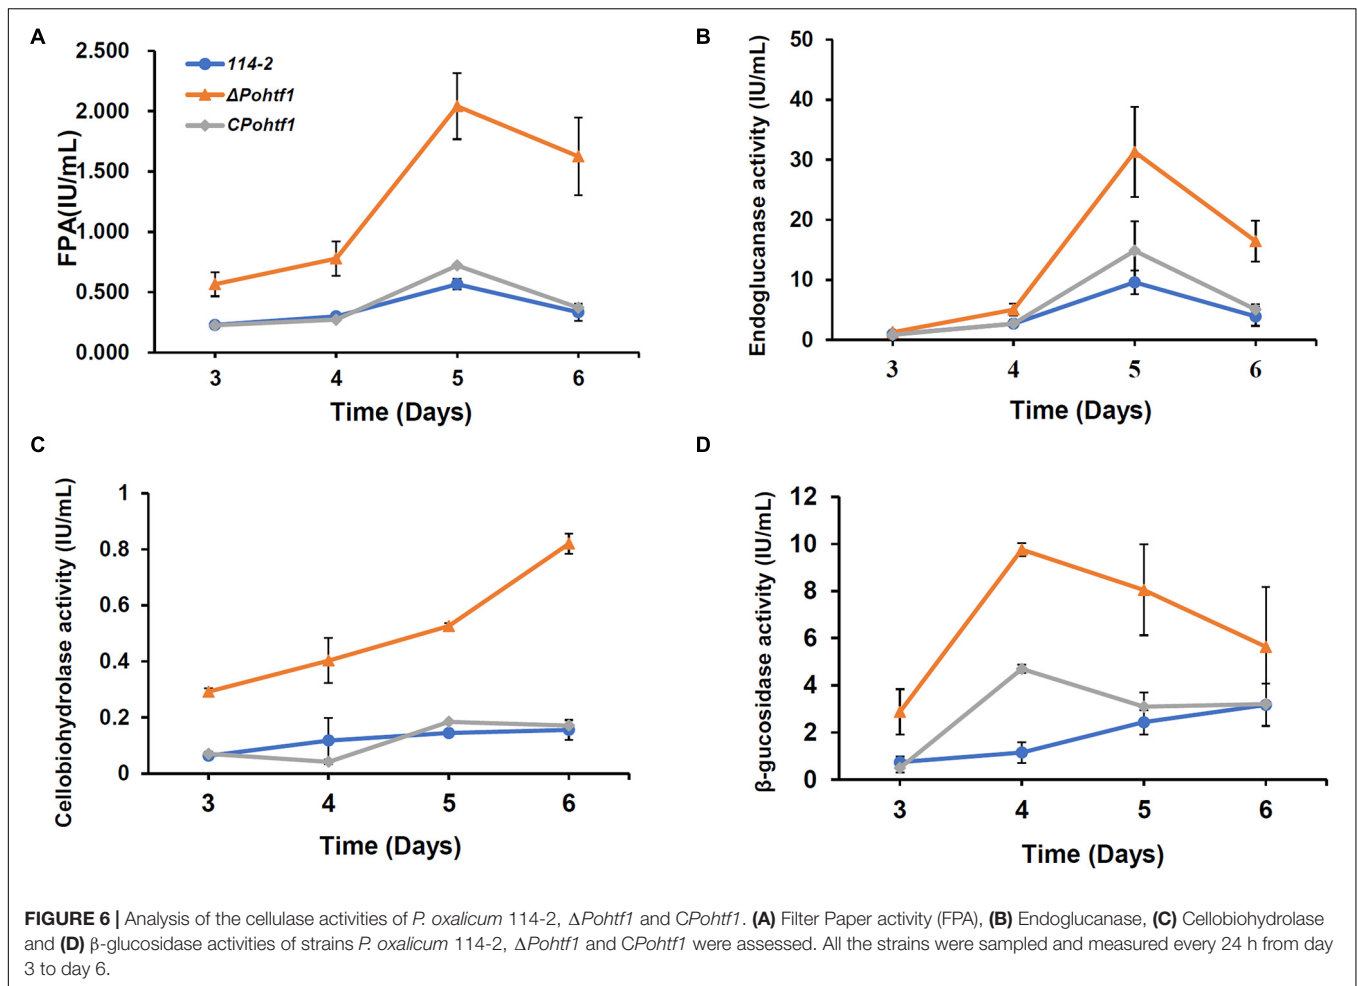 A
2.500
2.000
1.500
1.000
0.500
0.000
FPA(IU/mL)
114-2
ΔPohtf1
CPohtf1
3 4 5 6
Time (Days)
B
50
40
30
20
10
0
Endoglucanase activity (IU/mL)
3 4 5 6
Time (Days)
C
1
0.8
0.6
0.4
0.2
0
Cellobiohydrolase activity (IU/mL)
3 4 5 6
Time (Days)
D
12
10
8
6
4
2
0
β-gucosidase activity (IU/mL)
3 4 5 6
Time (Days)
FIGURE 6 | Analysis of the cellulase activities of P. oxalicum 114-2, ΔPohtf1 and CPohtf1. (A) Filter Paper activity (FPA), (B) Endoglucanase, (C) Cellobiohydrolase
and (D) β-glucosidase activities of strains P. oxalicum 114-2, ΔPohtf1 and CPohtf1 were assessed. All the strains were sampled and measured every 24 h from day
3 to day 6.